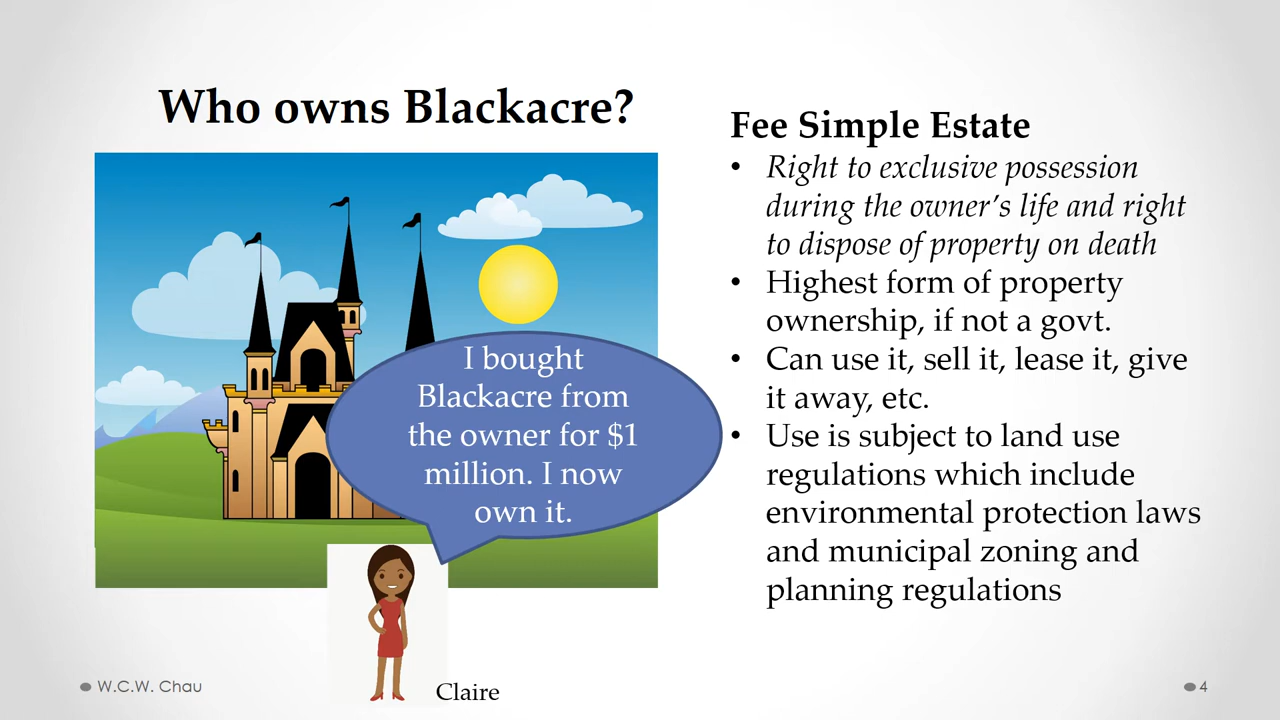 Who owns Blackacre?
I bought
Blackacre from
the owner for $1
million. I now
own it.
Claire
Fee Simple Estate
• Right to exclusive possession
during the owner's life and right
to dispose of property on death
• Highest form of property
ownership, if not a govt.
• Can use it, sell it, lease it, give
it away, etc.
• Use is subject to land use
regulations which include
environmental protection laws
and municipal zoning and
planning regulations
W.C.W. Chau
4